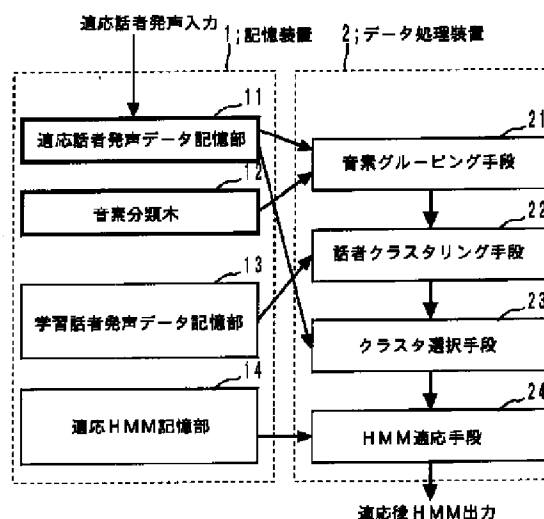 適応話者発声入力
1;記憶装置
2;データ処理装置
11
適応話者発声データ記憶部
12
音素分類木
13
学習話者発声データ記憶部
14
適応HMM記憶部
21
音素グルーピング手段
22
話者クラスタリング手段
23
クラスタ選択手段
24
HMM適応手段
適応後HMM出力